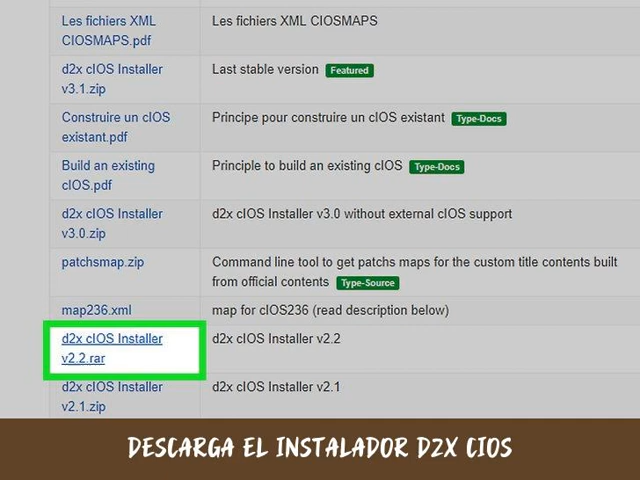 Les fichiers XML
CIOSMAPS.pdf
Les fichiers XML CIOSMAPS
d2x cIOS Installer
v3.1.zip
Last stable version Featured
Construire un cIOS
existant.pdf
Principe pour construire un cIOS existant Type-Docs
Build an existing
cIOS.pdf
Principle to build an existing cIOS Type-Docs
d2x cIOS Installer
v3.0.zip
d2x cIOS Installer v3.0 without external cIOS support
patchsmap.zip
Command line tool to get patchs maps for the custom title contents built
from official contents Type-Source
map236.xml
map for cIOS236 (read description below)
d2x cIOS Installer
v2.2.rar
d2x cIOS Installer v2.2
d2x cIOS Installer
v2.1.zip
d2x cIOS Installer v2.1
DESCARGA EL INSTALADOR D2X CIOS